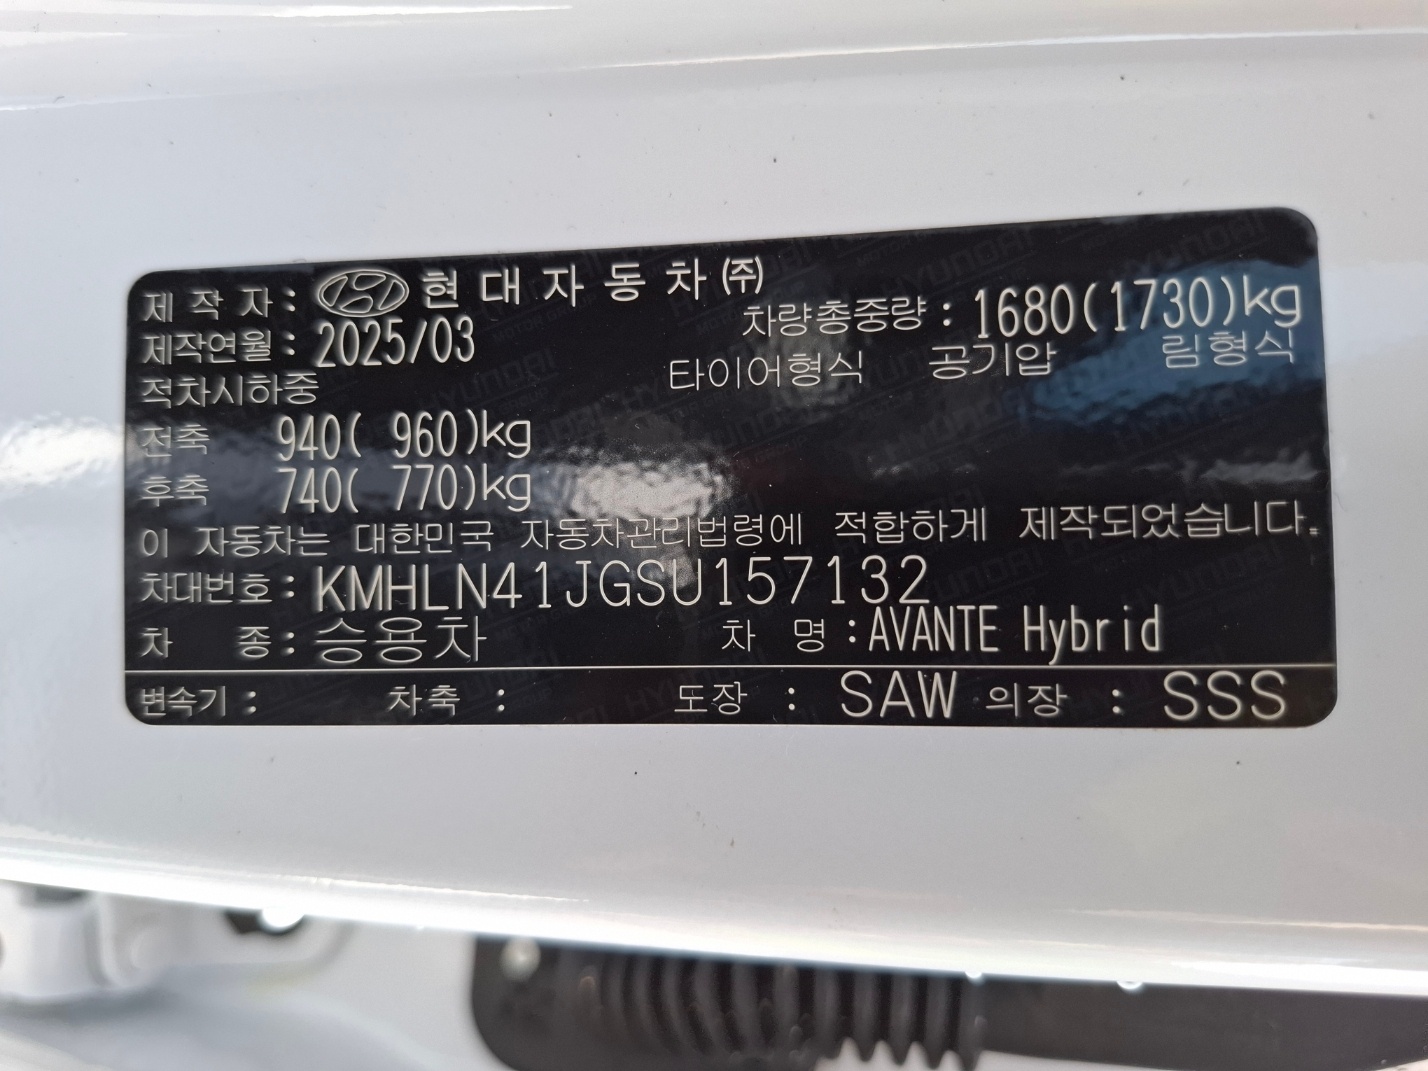 제 작 자 : 현 대 자 동 차 ㈜
제작연월 : 2025/03 차량총중량 : 1680(1730)kg
적차시하중 타이어형식 공기압 림형식
전축 940( 960)kg
후축 740( 770)kg
이 자동차는 대한민국 자동차관리법령에 적합하게 제작되었습니다.
차대번호 : KMHLN41JGSU157132
차 종 : 승용차 차 명 : AVANTE Hybrid
변속기 : 차축 : 도장 : SAW 의장 : SSS